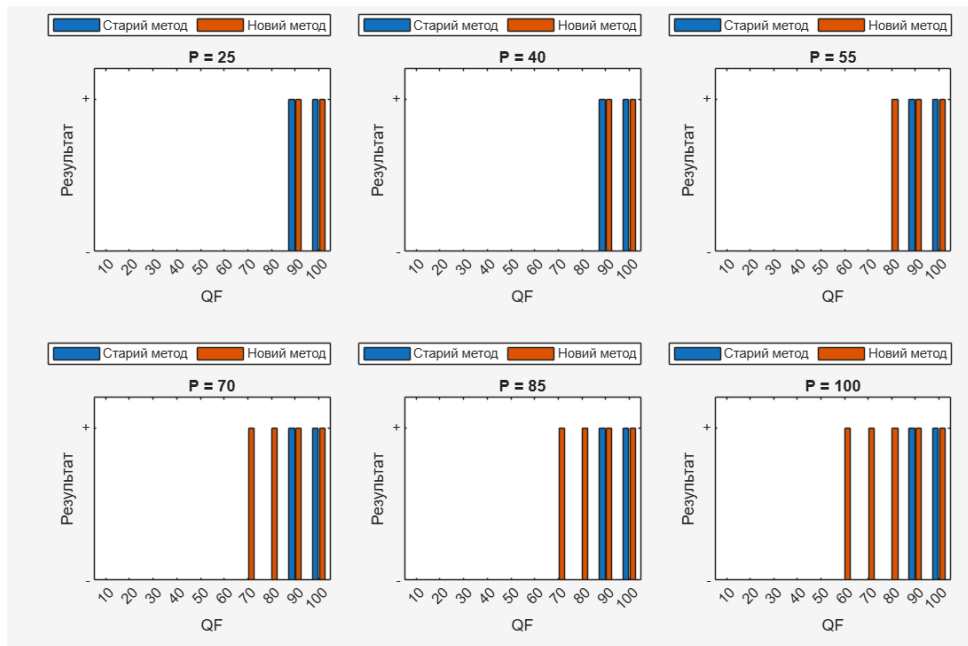 Старий метод Новий метод
P = 25
+
Результат
-
10 20 30 40 50 60 70 80 90 100
QF
Старий метод Новий метод
P = 40
+
Результат
-
10 20 30 40 50 60 70 80 90 100
QF
Старий метод Новий метод
P = 55
+
Результат
-
10 20 30 40 50 60 70 80 90 100
QF
Старий метод Новий метод
P = 70
+
Результат
-
10 20 30 40 50 60 70 80 90 100
QF
Старий метод Новий метод
P = 85
+
Результат
-
10 20 30 40 50 60 70 80 90 100
QF
Старий метод Новий метод
P = 100
+
Результат
-
10 20 30 40 50 60 70 80 90 100
QF